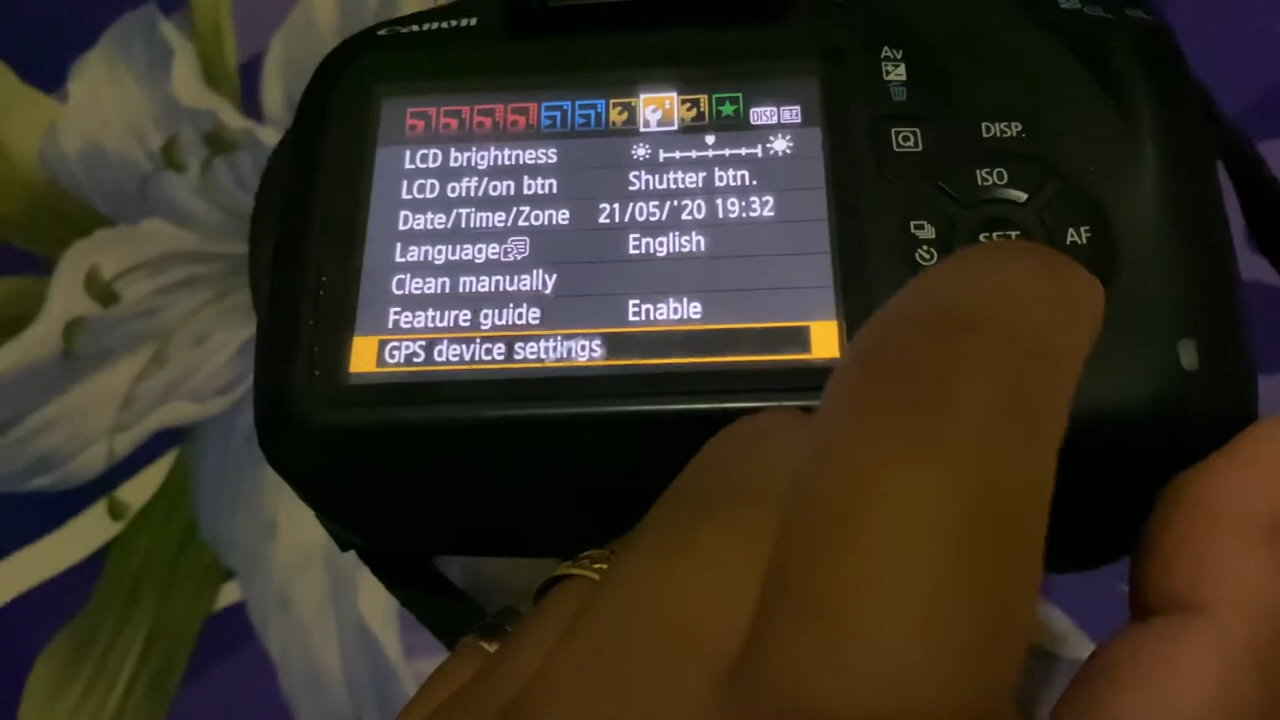 Canon
DISP.
LCD brightness
LCD off/on btn Shutter btn.
Date/Time/Zone 21/05/'20 19:32
Language English
Clean manually
Feature guide Enable
GPS device settings
Av
Q
DISP.
ISO
SET
AF